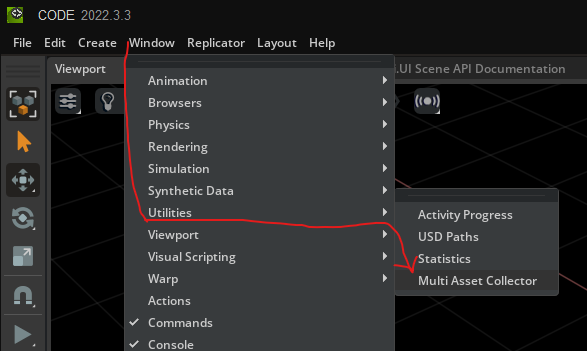 CODE 2022.3.3
File Edit Create Window Replicator Layout Help
Viewport
.UI Scene API Documentation
Animation
Browsers
Physics
Rendering
Simulation
Synthetic Data
Utilities
Viewport
Visual Scripting
Warp
Actions
Commands
Console
Activity Progress
USD Paths
Statistics
Multi Asset Collector